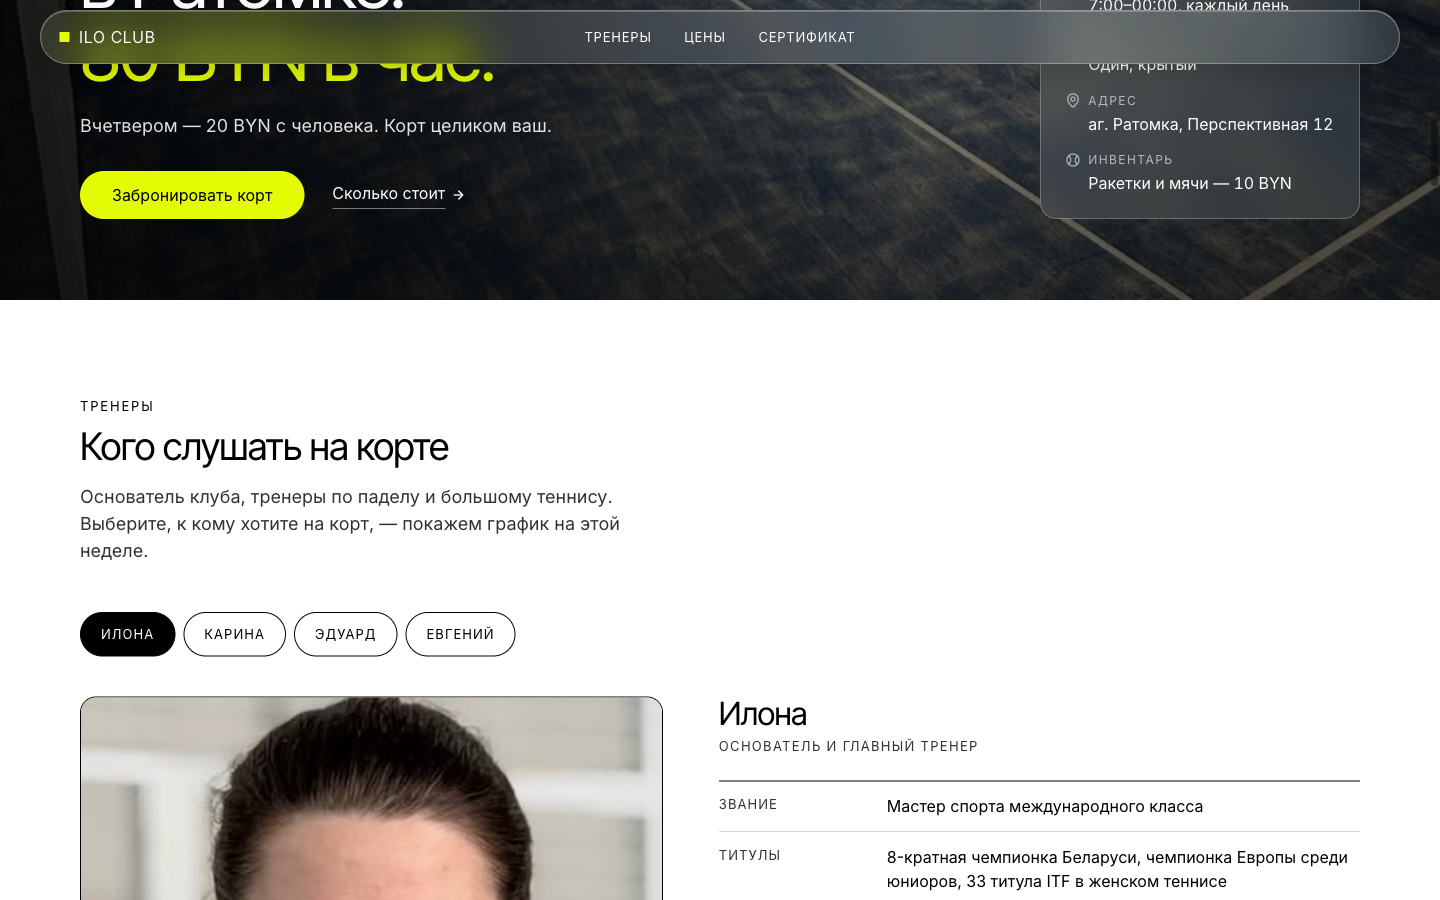 в Ратомке.
ILO CLUB
ТРЕНЕРЫ
ЦЕНЫ
СЕРТИФИКАТ
80 BYN в час.
Вчетвером — 20 BYN с человека. Корт целиком ваш.
Забронировать корт
Сколько стоит →
7:00–00:00, каждый день
Один, крытый
АДРЕС
аг. Ратомка, Перспективная 12
ИНВЕНТАРЬ
Ракетки и мячи — 10 BYN
ТРЕНЕРЫ
Кого слушать на корте
Основатель клуба, тренеры по паделу и большому теннису.
Выберите, к кому хотите на корт, — покажем график на этой
неделе.
ИЛОНА
КАРИНА
ЭДУАРД
ЕВГЕНИЙ
Илона
ОСНОВАТЕЛЬ И ГЛАВНЫЙ ТРЕНЕР
ЗВАНИЕ
Мастер спорта международного класса
ТИТУЛЫ
8-кратная чемпионка Беларуси, чемпионка Европы среди
юниоров, 33 титула ITF в женском теннисе